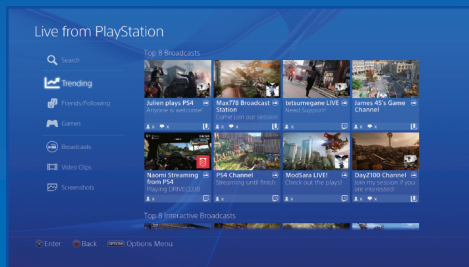 Live from PlayStation
Search
Trending
Friends/Following
Games
Broadcasts
Video Clips
Screenshots
Top 8 Broadcasts
Julien plays PS4
Anyone is welcome!
x
x
Max778 Broadcast Station
Come join our session
x
x
tetsumegane LIVE
Need Support!
x
James 45's Game Channel
x
x
Naomi Streaming from PS4
Playing DRIVECLUB
x
PS4 Channel
Streaming until finish
x
ModSara LIVE!
Check out the plays!
x
x
DayZ100 Channel
Join my session if you are interested!
x
x
Top 8 Interactive Broadcasts
Enter
Back
OPTIONS Options Menu